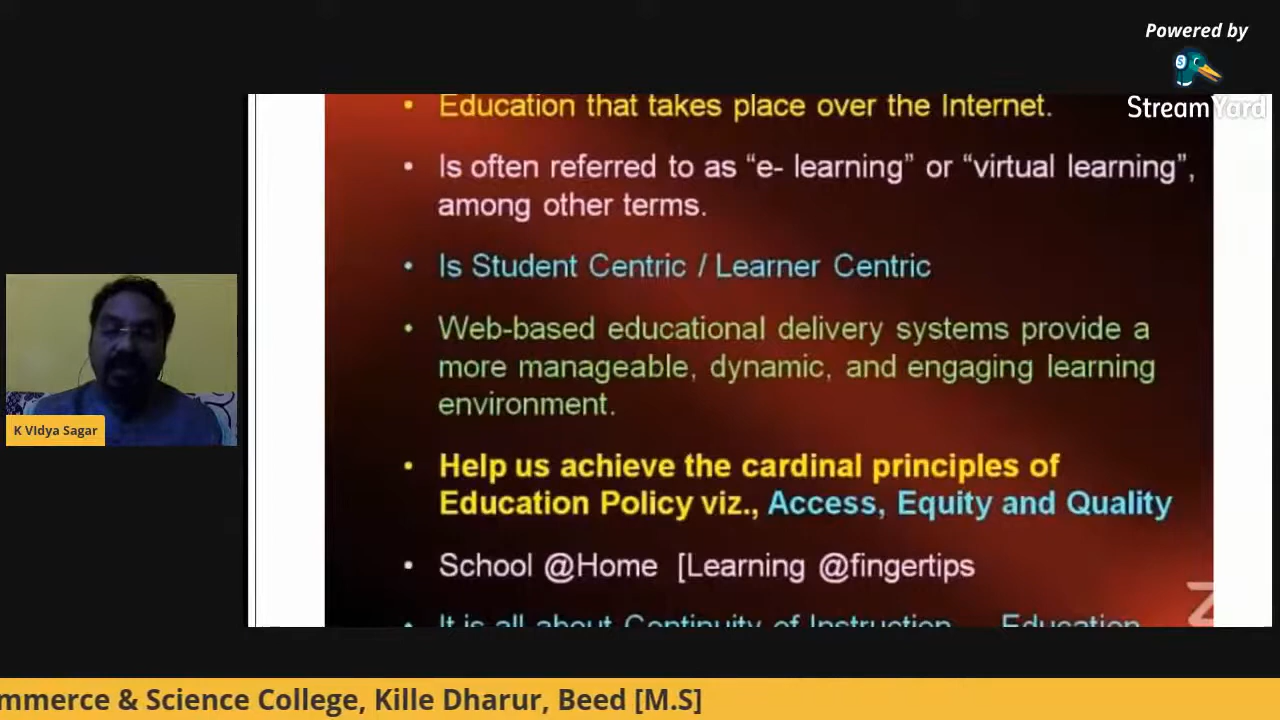 Powered by
StreamYard
• Education that takes place over the Internet.
• Is often referred to as “e- learning” or “virtual learning”,
among other terms.
• Is Student Centric / Learner Centric
• Web-based educational delivery systems provide a
more manageable, dynamic, and engaging learning
environment.
• Help us achieve the cardinal principles of
Education Policy viz., Access, Equity and Quality
• School @Home [Learning @fingertips
• It is all about Continuity of Instruction Education
K VIdya Sagar
mmerce & Science College, Kille Dharur, Beed [M.S]